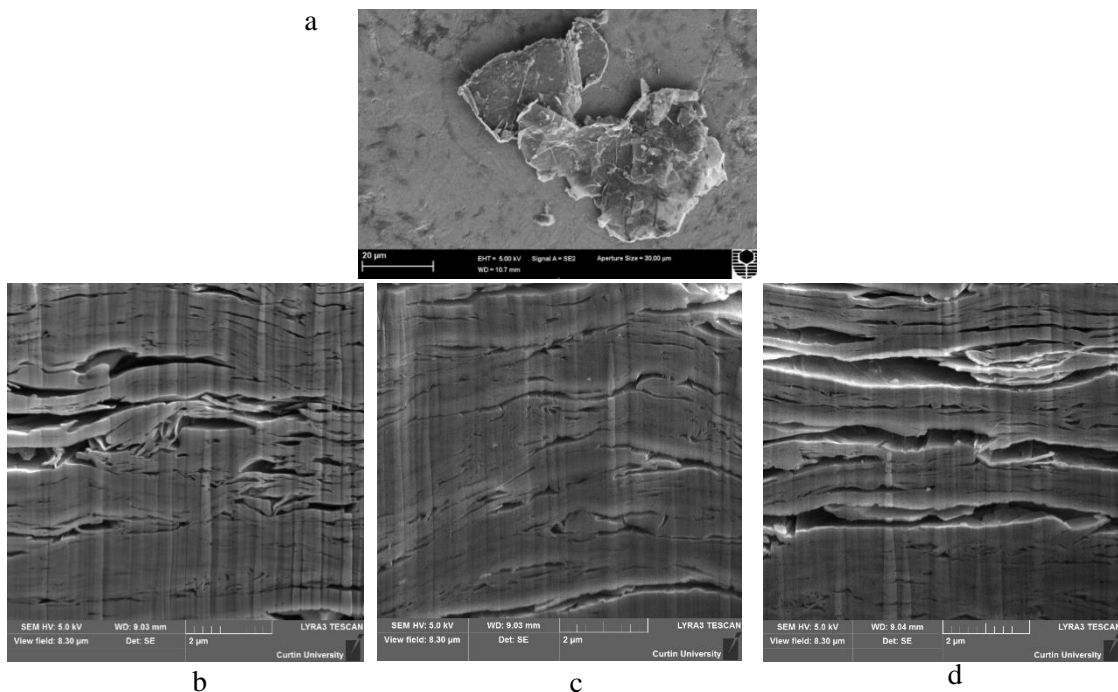 a
20 µm
EHT = 5.00 kV Signal A = SE2 Aperture Size = 30.00 µm
WD = 10.7 mm
SEM HV: 5.0 kV WD: 9.03 mm LYRA3 TESCAN
View field: 8.30 µm Det: SE 2 µm
Curtin University
SEM HV: 5.0 kV WD: 9.03 mm LYRA3 TESCAN
View field: 8.30 µm Det: SE 2 µm
Curtin University
SEM HV: 5.0 kV WD: 9.04 mm LYRA3 TESCAN
View field: 8.30 µm Det: SE 2 µm
Curtin University
b
c
d